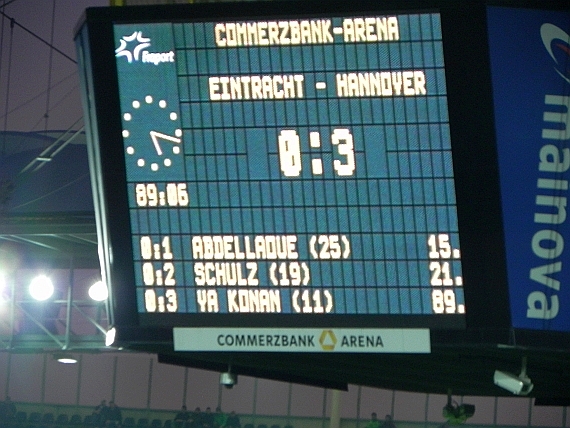 Report
COMMERZBANK-ARENA
EINTRACHT - HANNOVER
0:3
89:06
0:1 ABDELLAOUE (25) 15.
0:2 SCHULZ (19) 21.
0:3 YA KONAN (11) 89.
COMMERZBANK ARENA
mainova